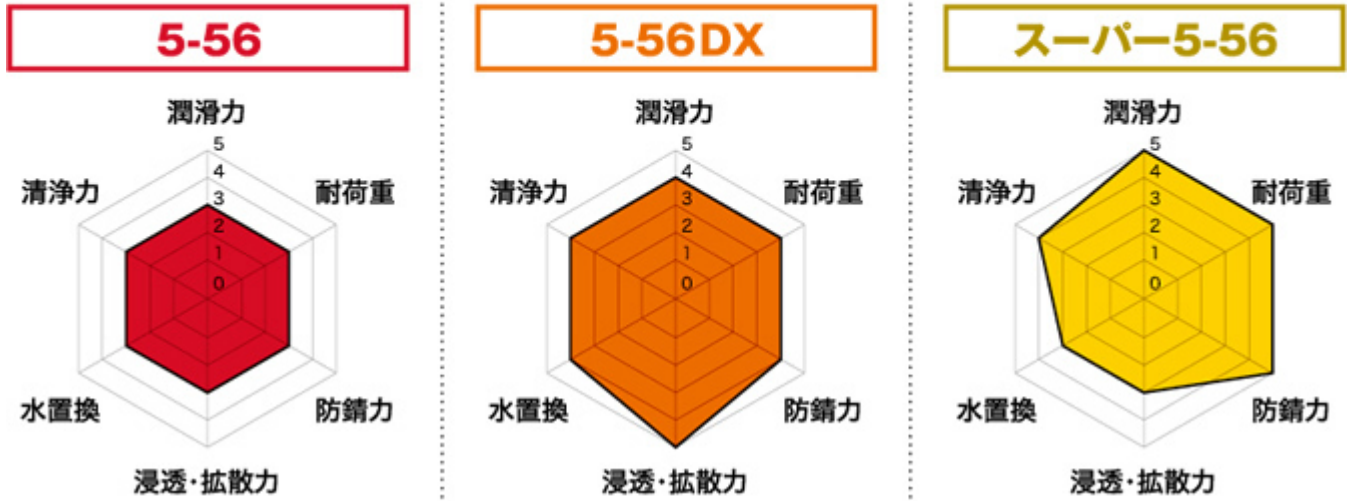 5-56
潤滑力
5
4
3
2
1
0
清浄力
耐荷重
水置換
防錆力
浸透・拡散力
5-56DX
潤滑力
5
4
3
2
1
0
清浄力
耐荷重
水置換
防錆力
浸透・拡散力
スーパー5-56
潤滑力
5
4
3
2
1
0
清浄力
耐荷重
水置換
防錆力
浸透・拡散力